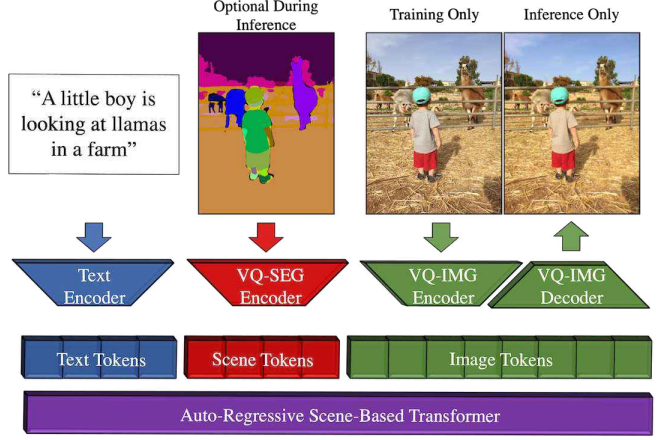 Optional During
Inference
Training Only
Inference Only
“A little boy is
looking at llamas
in a farm”
Text
Encoder
VQ-SEG
Encoder
VQ-IMG
Encoder
VQ-IMG
Decoder
Text Tokens
Scene Tokens
Image Tokens
Auto-Regressive Scene-Based Transformer